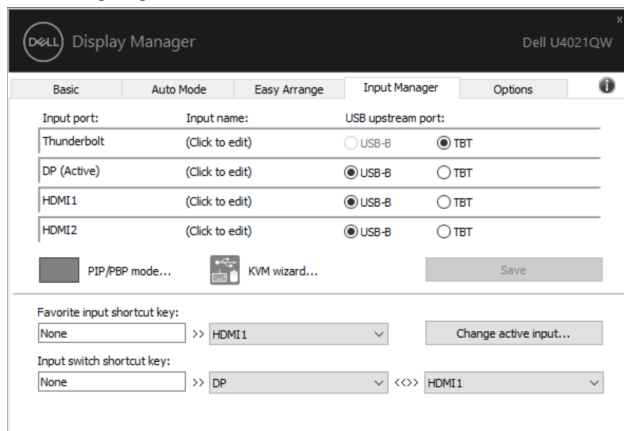 DELL Display Manager Dell U4021QW x
Basic Auto Mode Easy Arrange Input Manager Options i
Input port: Input name: USB upstream port:
Thunderbolt (Click to edit) USB-B TBT
DP (Active) (Click to edit) USB-B TBT
HDMI1 (Click to edit) USB-B TBT
HDMI2 (Click to edit) USB-B TBT
PIP/PBP mode... KVM wizard... Save
Favorite input shortcut key:
None >> HDMI1 Change active input...
Input switch shortcut key:
None >> DP <<>> HDMI1